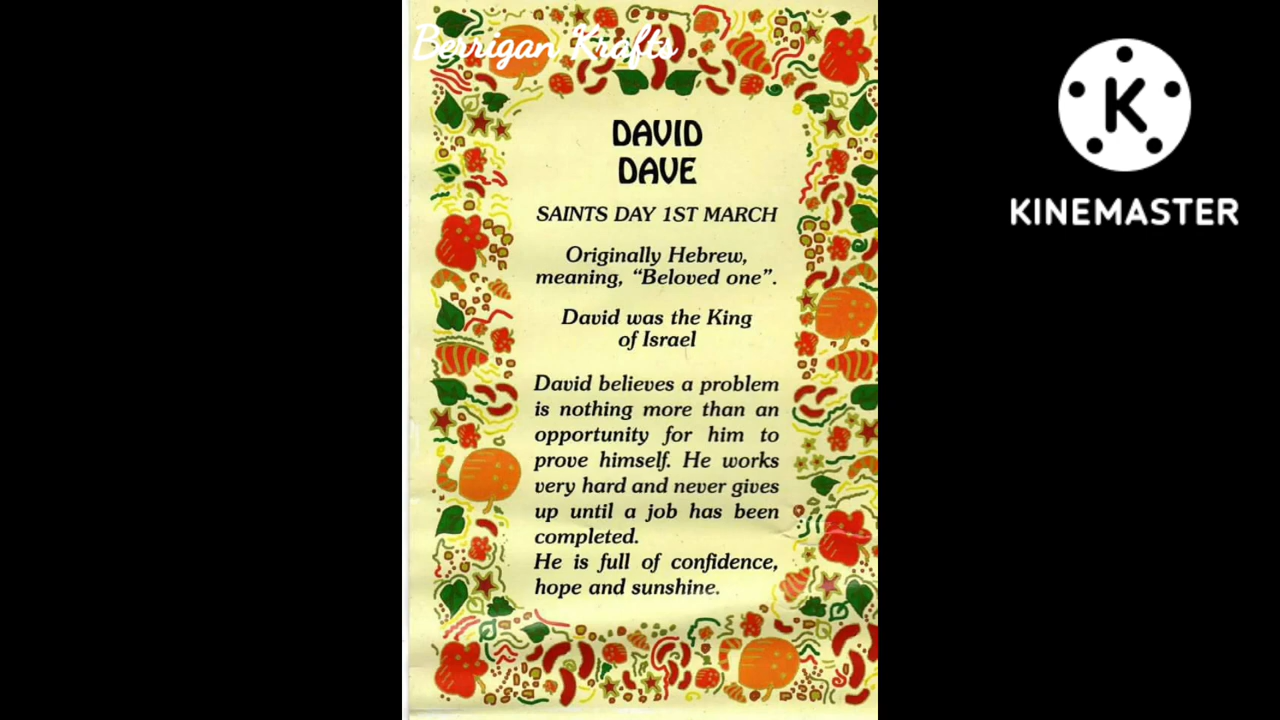 Berrigan Krafts
DAVID
DAVE
SAINTS DAY 1ST MARCH
Originally Hebrew,
meaning, “Beloved one”.
David was the King
of Israel
David believes a problem
is nothing more than an
opportunity for him to
prove himself. He works
very hard and never gives
up until a job has been
completed.
He is full of confidence,
hope and sunshine.
K
KINEMASTER